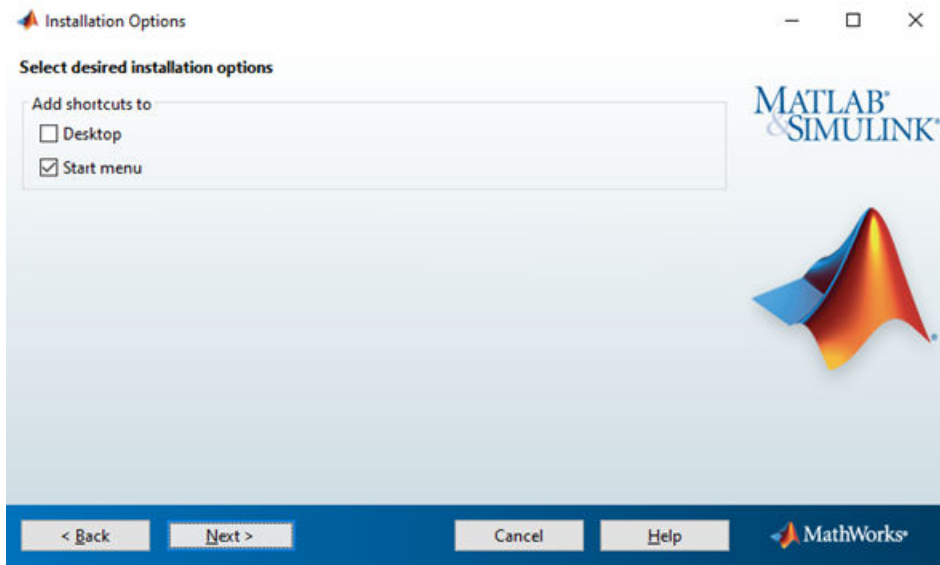 Installation Options
Select desired installation options
Add shortcuts to
Desktop
Start menu
MATLAB®
&SIMULINK®
< Back
Next >
Cancel
Help
MathWorks®